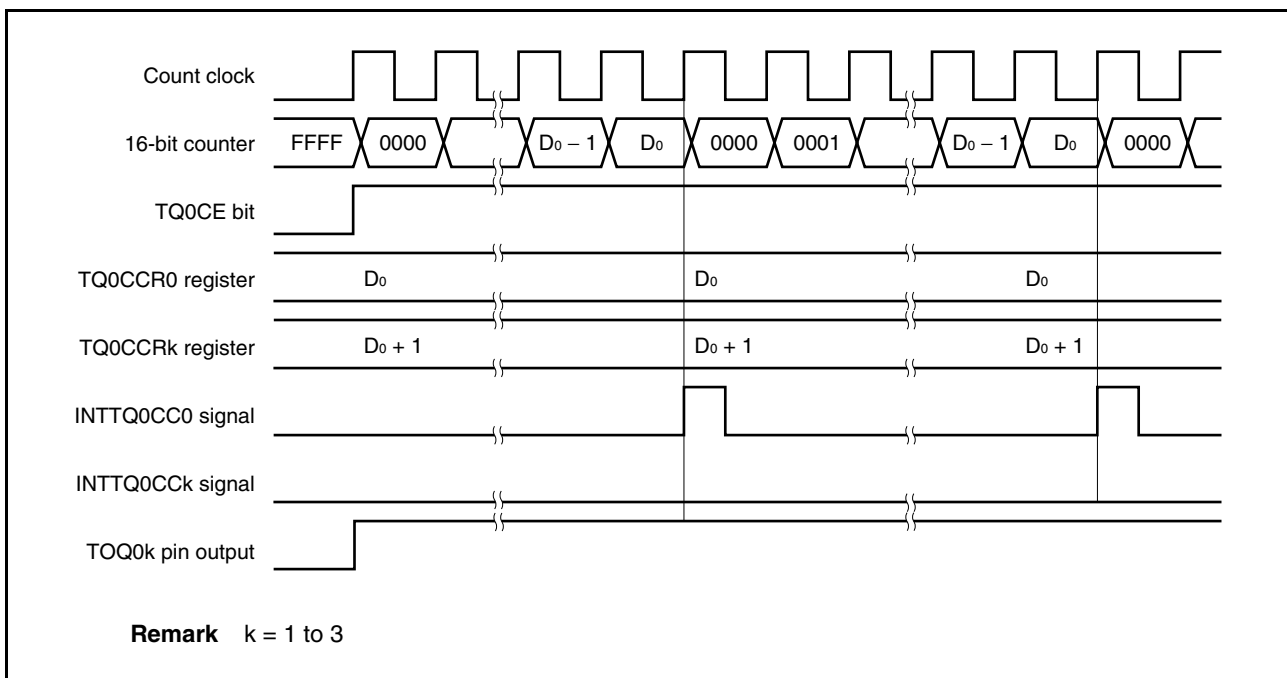 Count clock
16-bit counter FFFF 0000 D₀ − 1 D₀ 0000 0001 D₀ − 1 D₀ 0000
TQ0CE bit
TQ0CCR0 register D₀ D₀ D₀
TQ0CCRk register D₀ + 1 D₀ + 1 D₀ + 1
INTTQ0CC0 signal
INTTQ0CCk signal
TOQ0k pin output
Remark k = 1 to 3